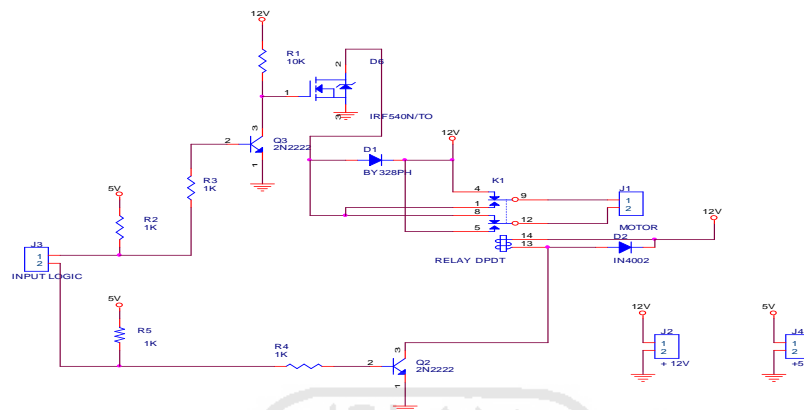 12V
R1
10K
2
D6
1
3
IRF540N/TO
3
2
Q3
2N2222
1
12V
D1
BY328PH
R3
1K
5V
R2
1K
K1
4
9
1
8
12
5
14
13
RELAY DPDT
J1
1
2
MOTOR
12V
D2
IN4002
J3
1
2
INPUT LOGIC
5V
R5
1K
R4
1K
3
2
Q2
2N2222
1
12V
J2
1
2
+ 12V
5V
J4
1
2
+5